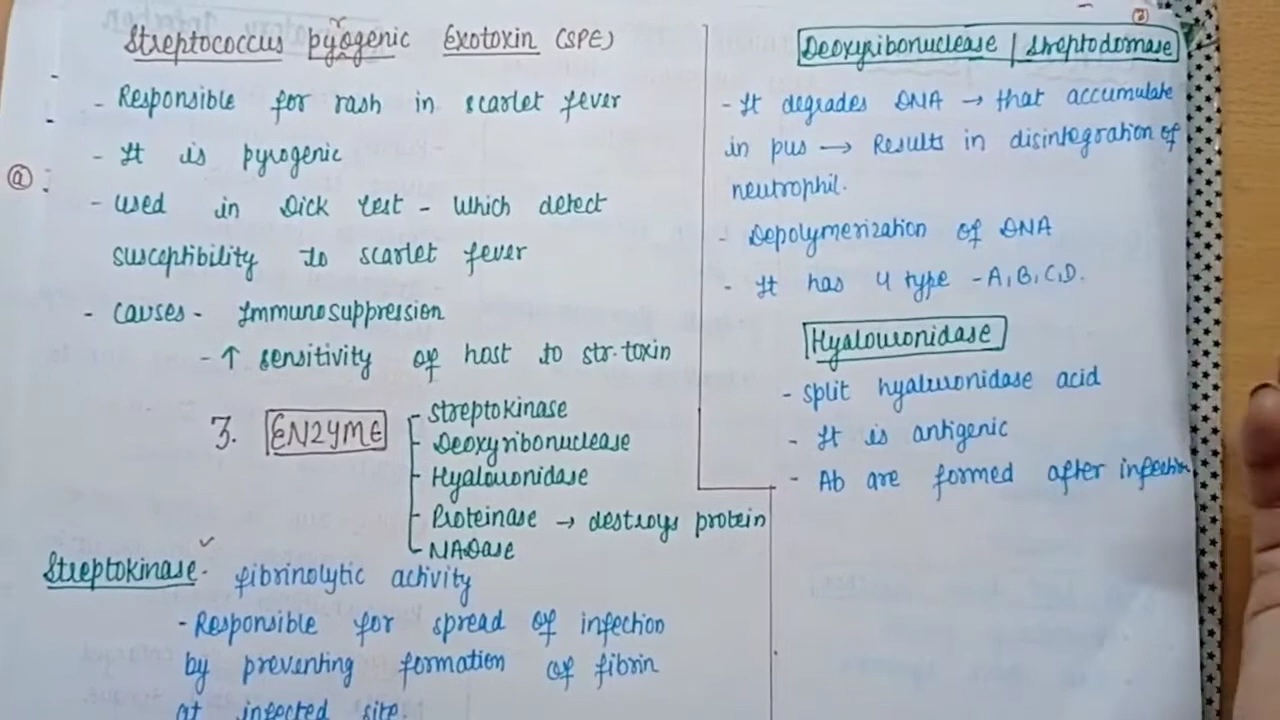 Streptococcus pyogenic Exotoxin (SPE)
- Responsible for rash in scarlet fever
- It is pyrogenic
- used in Dick test - which detect
susceptibility to scarlet fever
- causes - Immunosuppression
- ↑ sensitivity of host to str. toxin
3. ENZYME
Streptokinase
Deoxyribonuclease
Hyalouronidase
Proteinase → destroys protein
NADase
Streptokinase - fibrinolytic activity
- Responsible for spread of infection
by preventing formation of fibrin
at infected site.
Deoxyribonuclease / Streptodornase
- It degrades DNA → that accumulate
in pus → Results in disintegration of
neutrophil.
- Depolymerization of DNA
- It has 4 type - A, B, C, D.
Hyalouronidase
- split hyaluronidase acid
- It is antigenic
- Ab are formed after infection